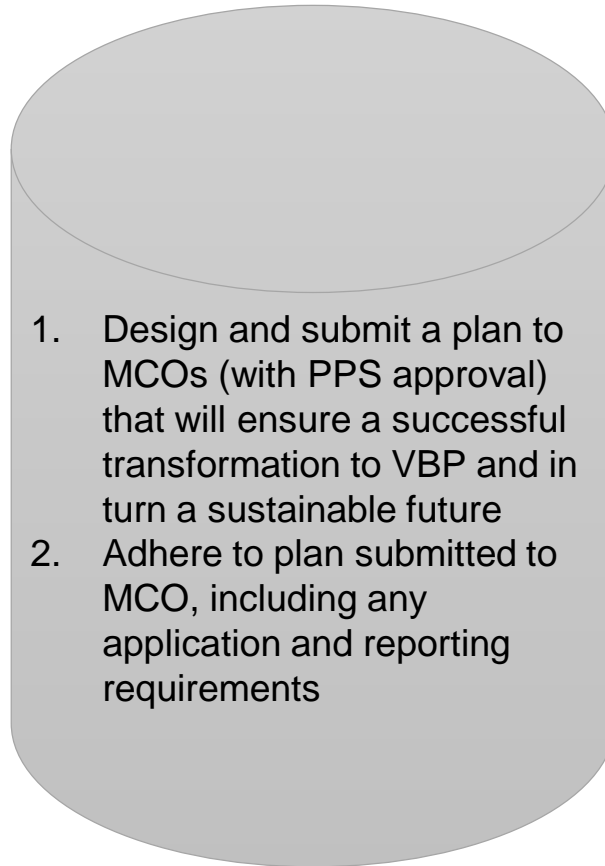 1. Design and submit a plan to
MCOs (with PPS approval)
that will ensure a successful
transformation to VBP and in
turn a sustainable future
2. Adhere to plan submitted to
MCO, including any
application and reporting
requirements